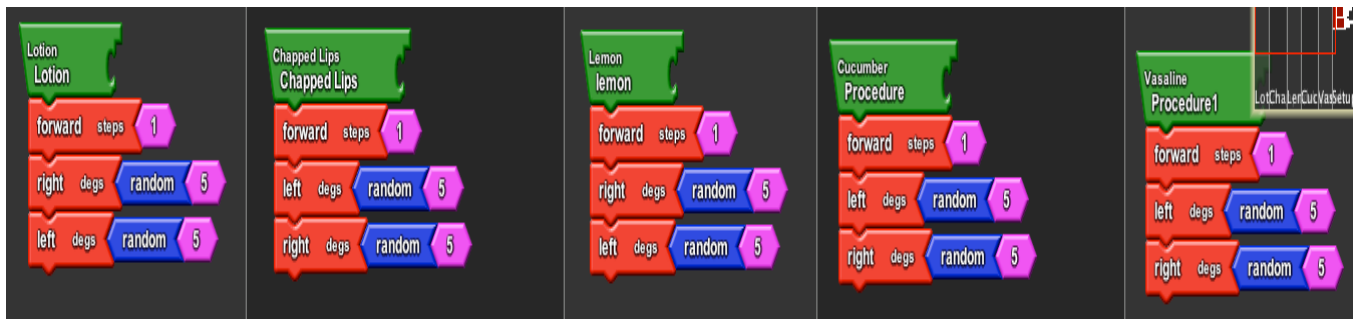 Lotion
Lotion
forward steps 1
right degs random 5
left degs random 5
Chapped Lips
Chapped Lips
forward steps 1
left degs random 5
right degs random 5
Lemon
lemon
forward steps 1
right degs random 5
left degs random 5
Cucumber
Procedure
forward steps 1
left degs random 5
right degs random 5
Vasaline
Procedure1
forward steps 1
left degs random 5
right degs random 5
Lot Cha Ler Cuc Vas Setup